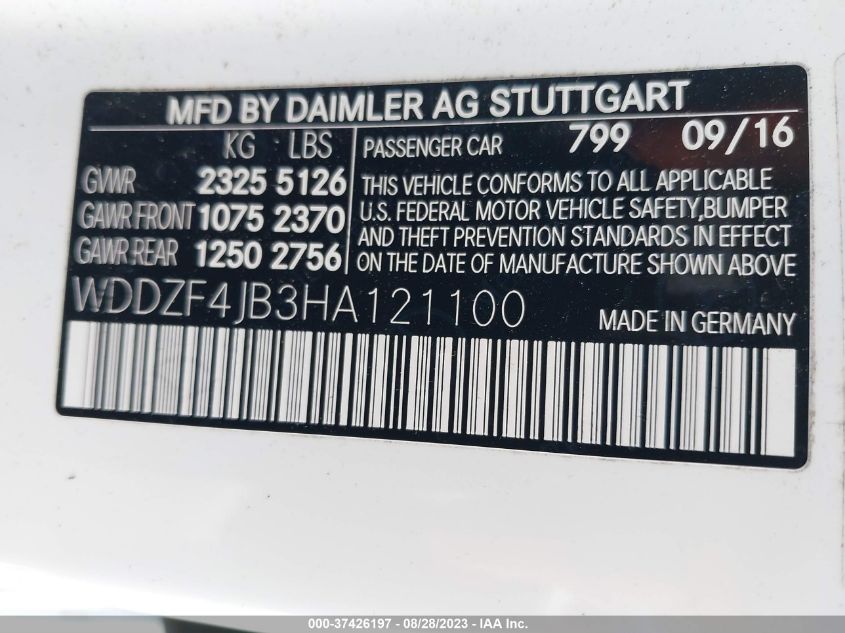 MFD BY DAIMLER AG STUTTGART
KG LBS
PASSENGER CAR 799 09/16
GVWR 2325 5126
GAWR FRONT 1075 2370
GAWR REAR 1250 2756
THIS VEHICLE CONFORMS TO ALL APPLICABLE
U.S. FEDERAL MOTOR VEHICLE SAFETY,BUMPER
AND THEFT PREVENTION STANDARDS IN EFFECT
ON THE DATE OF MANUFACTURE SHOWN ABOVE
WDDZF4JB3HA121100
MADE IN GERMANY
000-37426197 - 08/28/2023 - IAA Inc.